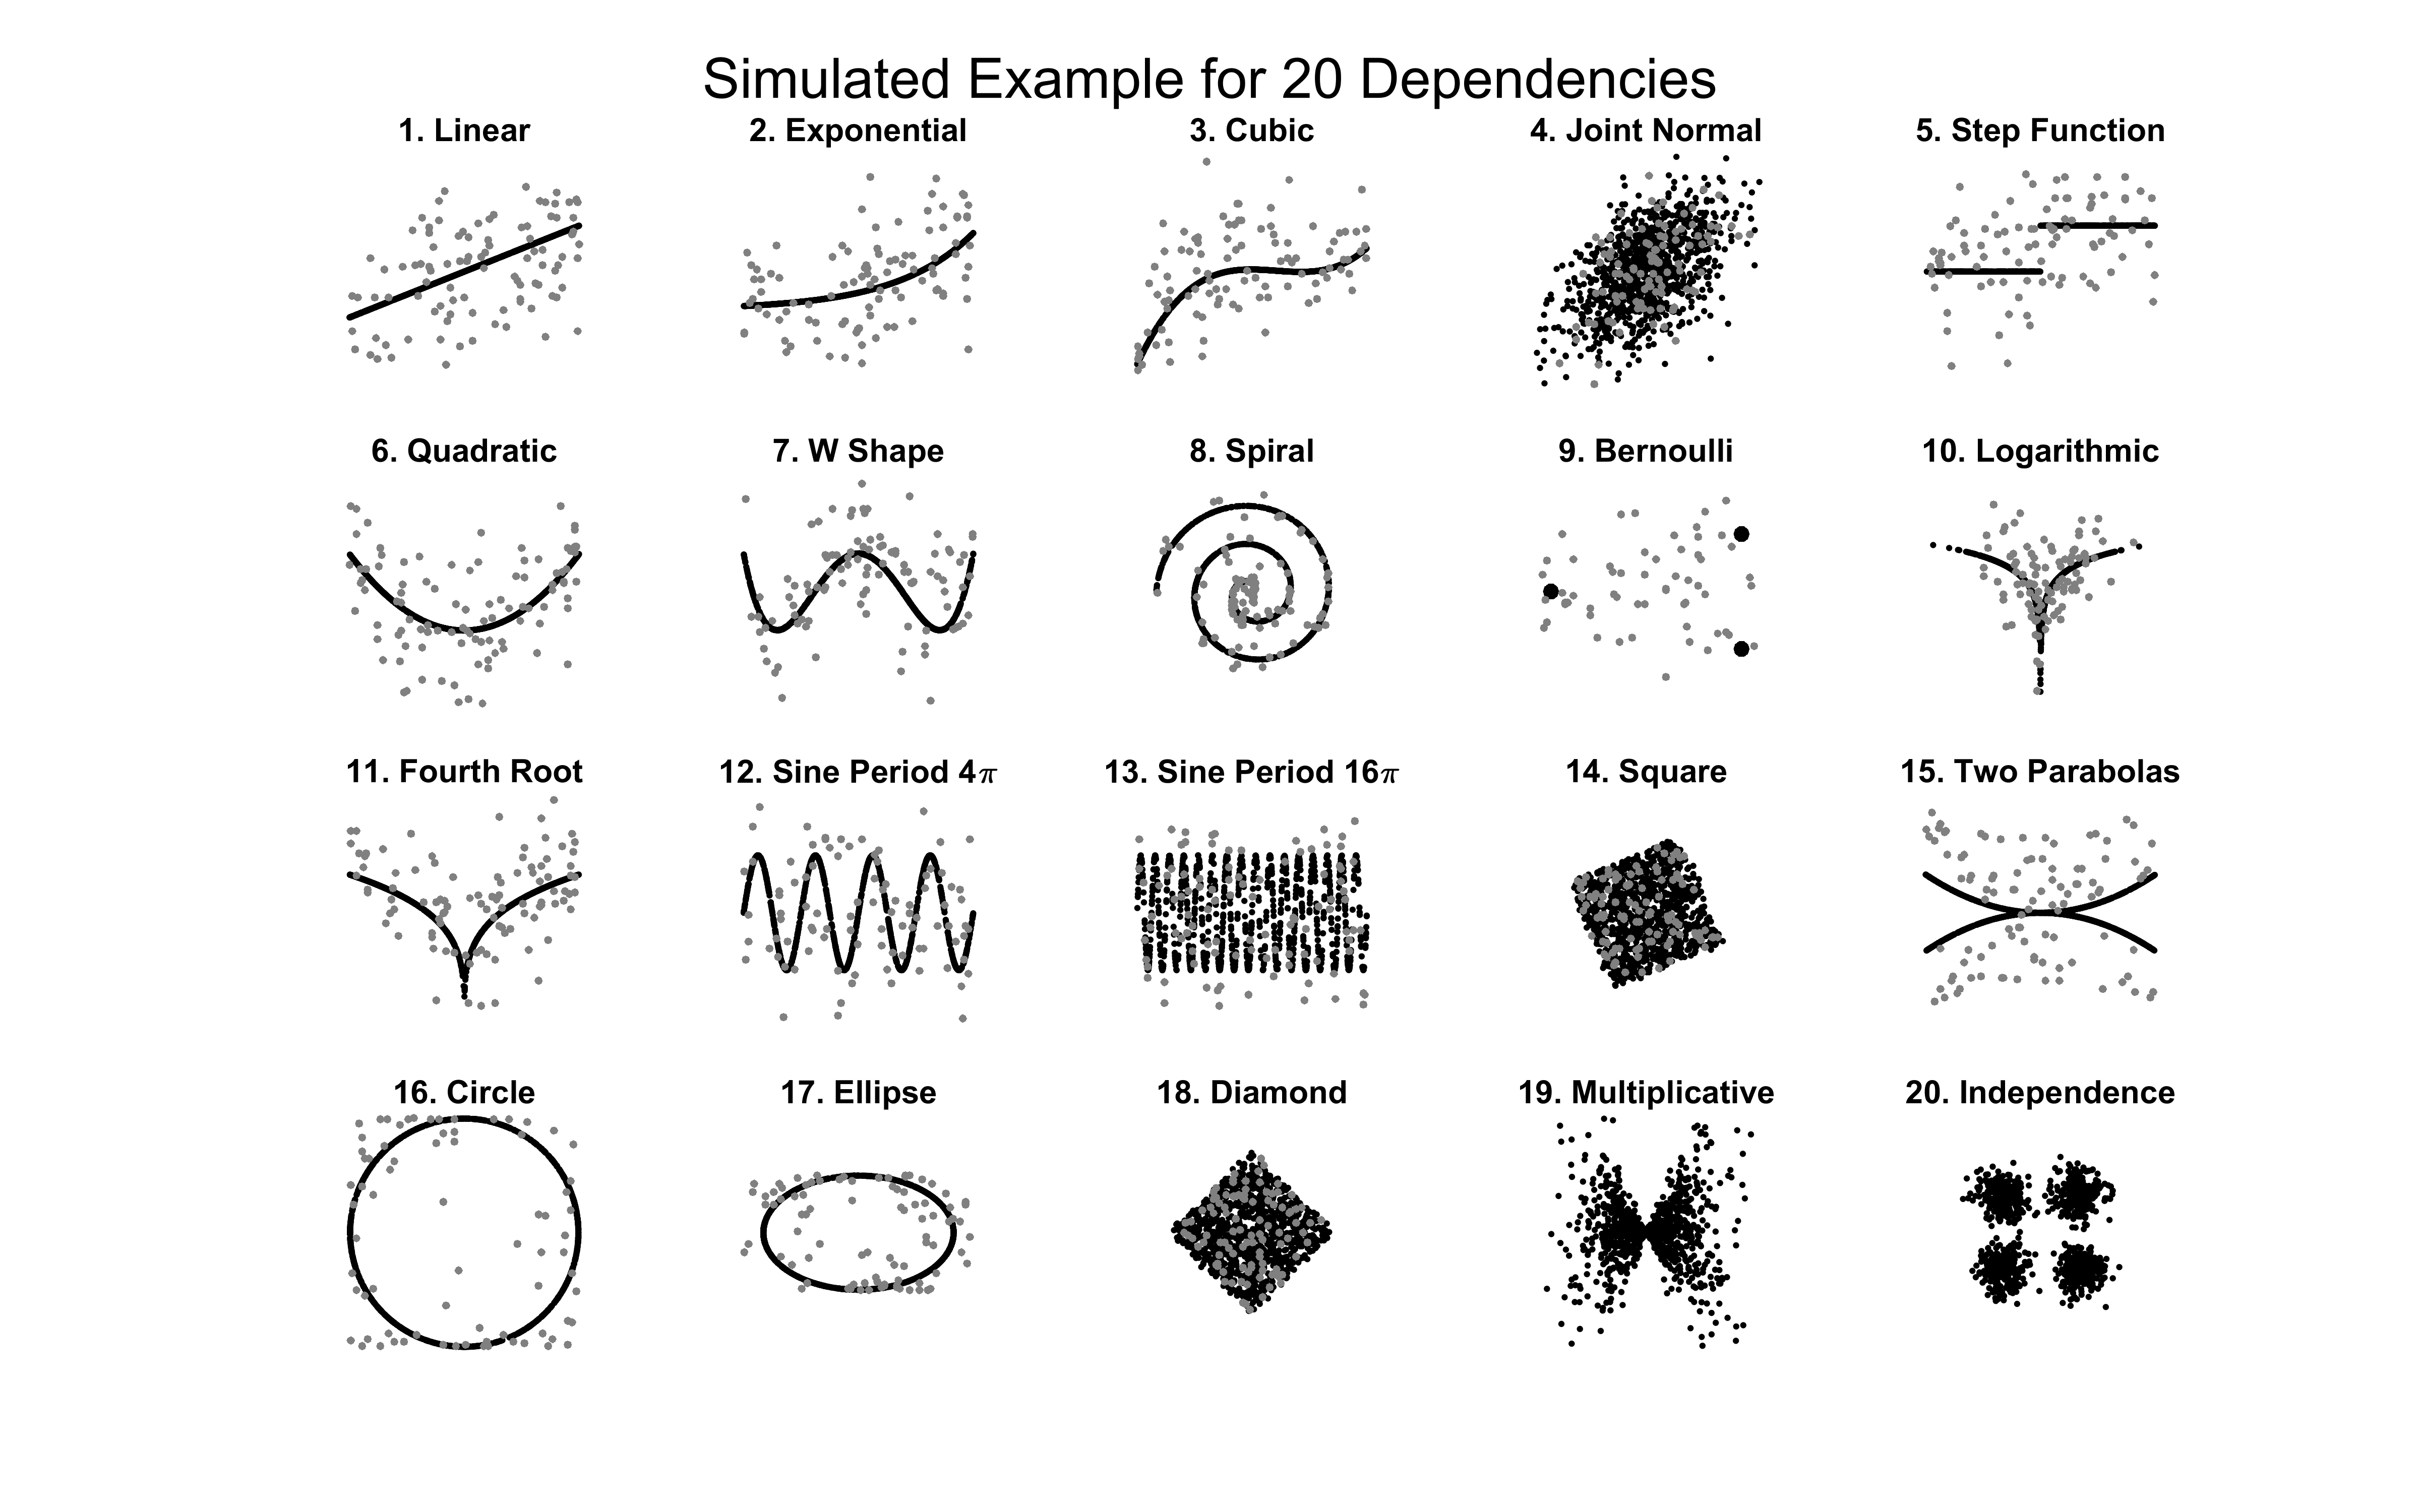 Simulated Example for 20 Dependencies
1. Linear
2. Exponential
3. Cubic
4. Joint Normal
5. Step Function
6. Quadratic
7. W Shape
8. Spiral
9. Bernoulli
10. Logarithmic
11. Fourth Root
12. Sine Period 4π
13. Sine Period 16π
14. Square
15. Two Parabolas
16. Circle
17. Ellipse
18. Diamond
19. Multiplicative
20. Independence